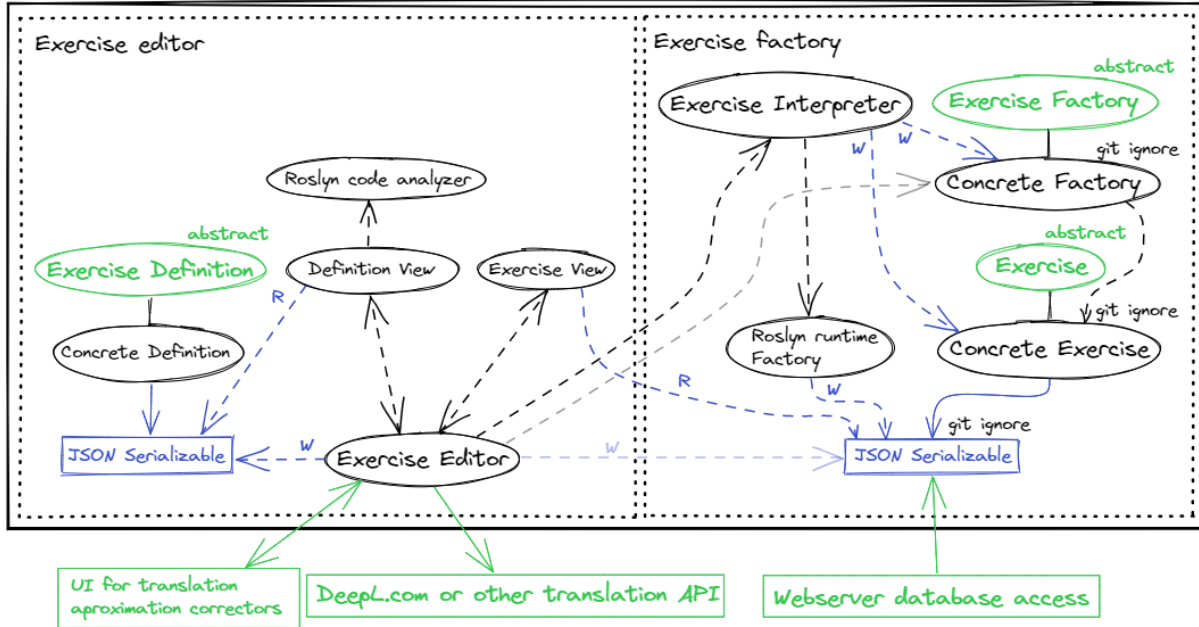 Exercise editor
Exercise factory
abstract
Exercise Interpreter
Exercise Factory
W
W
git ignore
Roslyn code analyzer
Concrete Factory
abstract
abstract
Exercise Definition
Definition View
Exercise View
Exercise
R
git ignore
Concrete Definition
Roslyn runtime
Factory
Concrete Exercise
R
W
git ignore
JSON Serializable
W
Exercise Editor
W
JSON Serializable
UI for translation
aproximation correctors
DeepL.com or other translation API
Webserver database access